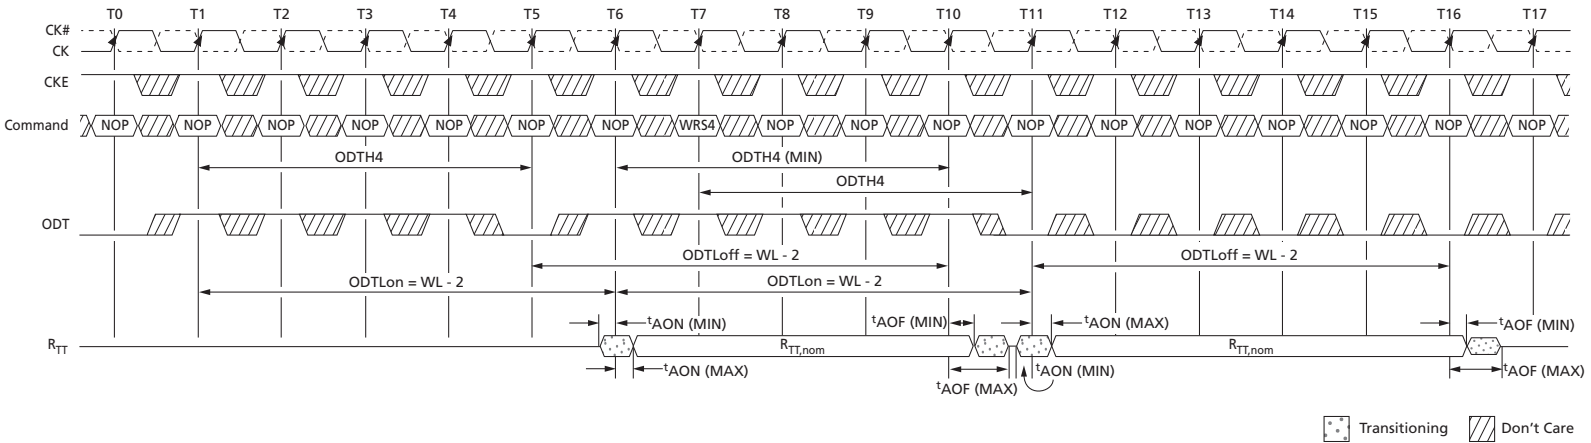 T0 T1 T2 T3 T4 T5 T6 T7 T8 T9 T10 T11 T12 T13 T14 T15 T16 T17
CK#
CK
CKE
Command NOP NOP NOP NOP NOP NOP NOP WRS4 NOP NOP NOP NOP NOP NOP NOP NOP NOP NOP
ODTH4 ODTH4 (MIN)
ODTH4
ODT
ODTLoff = WL - 2 ODTLoff = WL - 2
ODTLon = WL - 2 ODTLon = WL - 2
tAON (MIN) tAOF (MIN) tAON (MAX) tAOF (MIN)
RTT RTT,nom RTT,nom
tAON (MAX) tAON (MIN) tAOF (MAX)
tAOF (MAX)
Transitioning Don't Care